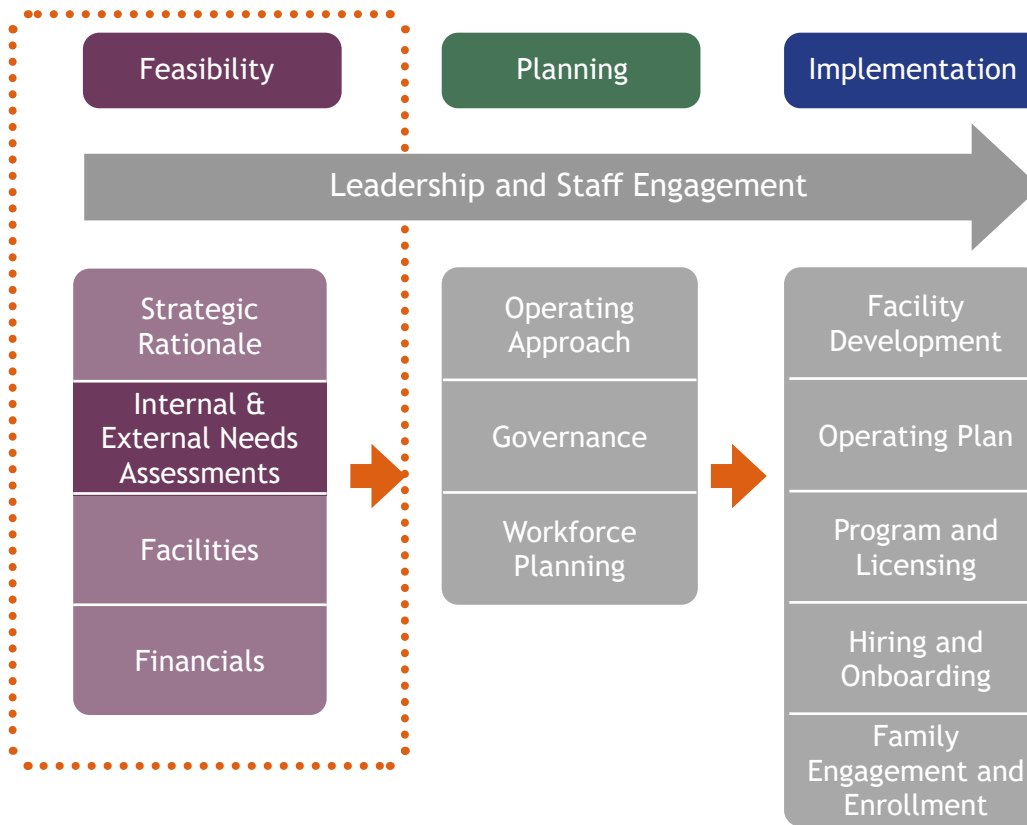 Feasibility
Planning
Implementation
Leadership and Staff Engagement
Strategic
Rationale
Internal &
External Needs
Assessments
Facilities
Financials
Operating
Approach
Governance
Workforce
Planning
Facility
Development
Operating Plan
Program and
Licensing
Hiring and
Onboarding
Family
Engagement and
Enrollment